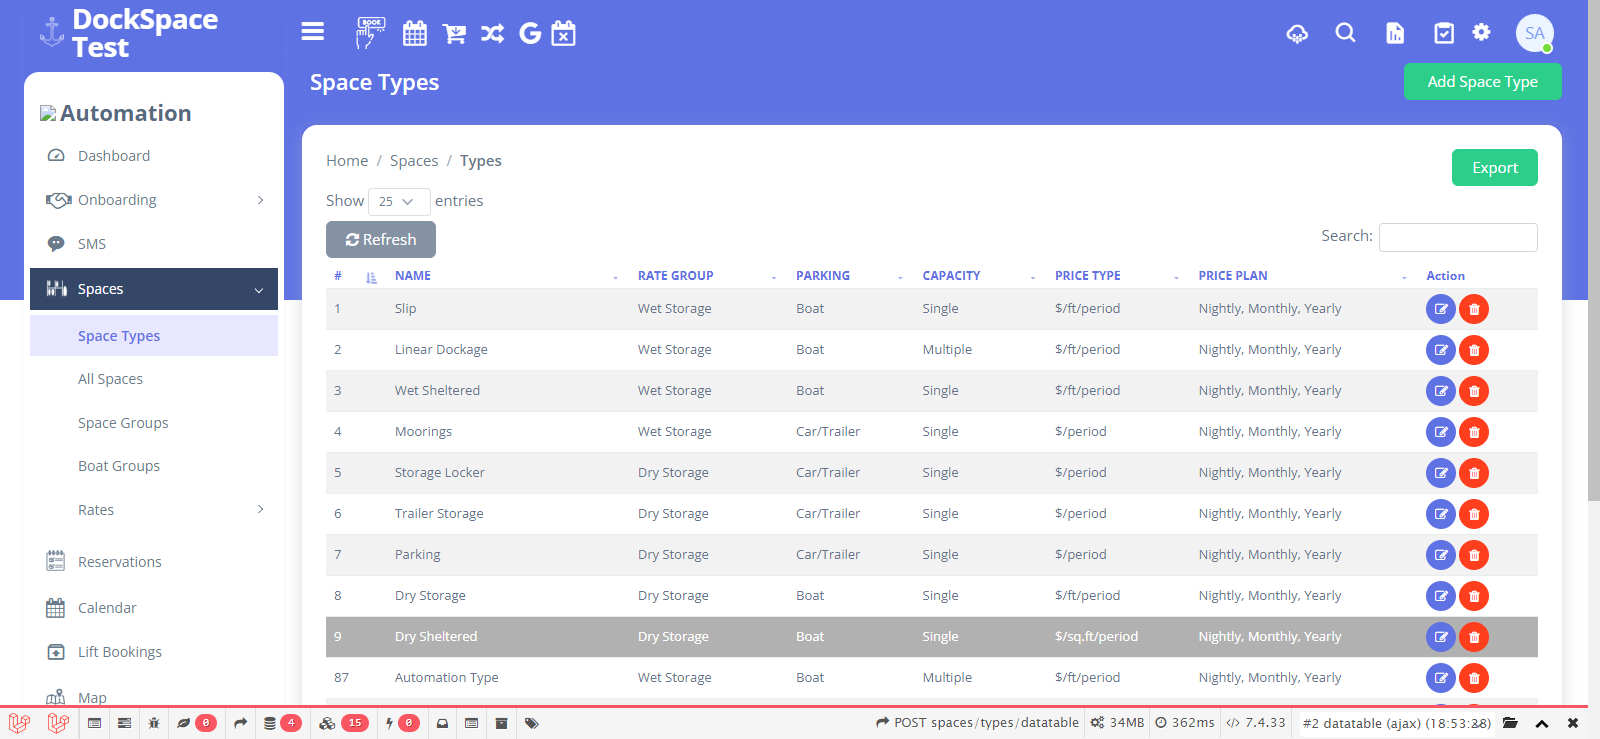 DockSpace
Test
BOOK
SA
Space Types
Add Space Type
Automation
Dashboard
Onboarding
SMS
Spaces
Space Types
All Spaces
Space Groups
Boat Groups
Rates
Reservations
Calendar
Lift Bookings
Map
Home / Spaces / Types
Export
Show 25 entries
Refresh
Search:
# NAME RATE GROUP PARKING CAPACITY PRICE TYPE PRICE PLAN Action
1 Slip Wet Storage Boat Single $/ft/period Nightly, Monthly, Yearly
2 Linear Dockage Wet Storage Boat Multiple $/ft/period Nightly, Monthly, Yearly
3 Wet Sheltered Wet Storage Boat Single $/ft/period Nightly, Monthly, Yearly
4 Moorings Wet Storage Car/Trailer Single $/period Nightly, Monthly, Yearly
5 Storage Locker Dry Storage Car/Trailer Single $/period Nightly, Monthly, Yearly
6 Trailer Storage Dry Storage Car/Trailer Single $/period Nightly, Monthly, Yearly
7 Parking Dry Storage Car/Trailer Single $/period Nightly, Monthly, Yearly
8 Dry Storage Dry Storage Boat Single $/ft/period Nightly, Monthly, Yearly
9 Dry Sheltered Dry Storage Boat Single $/sq.ft/period Nightly, Monthly, Yearly
87 Automation Type Wet Storage Boat Multiple $/ft/period Nightly, Monthly, Yearly
0 4 15 0 POST spaces/types/datatable 34MB 362ms 7.4.33 #2 datatable (ajax) (18:53:28)